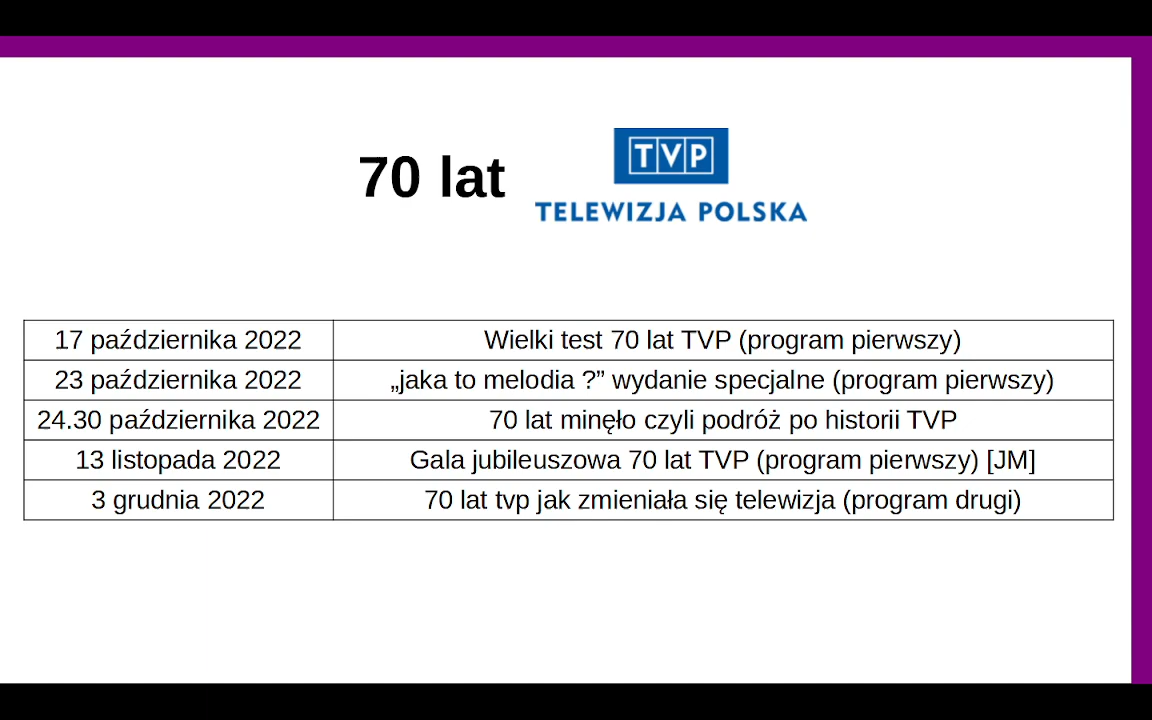 70 lat
TVP
TELEWIZJA POLSKA
17 października 2022 Wielki test 70 lat TVP (program pierwszy)
23 października 2022 „jaka to melodia ?” wydanie specjalne (program pierwszy)
24.30 października 2022 70 lat minęło czyli podróż po historii TVP
13 listopada 2022 Gala jubileuszowa 70 lat TVP (program pierwszy) [JM]
3 grudnia 2022 70 lat tvp jak zmieniała się telewizja (program drugi)